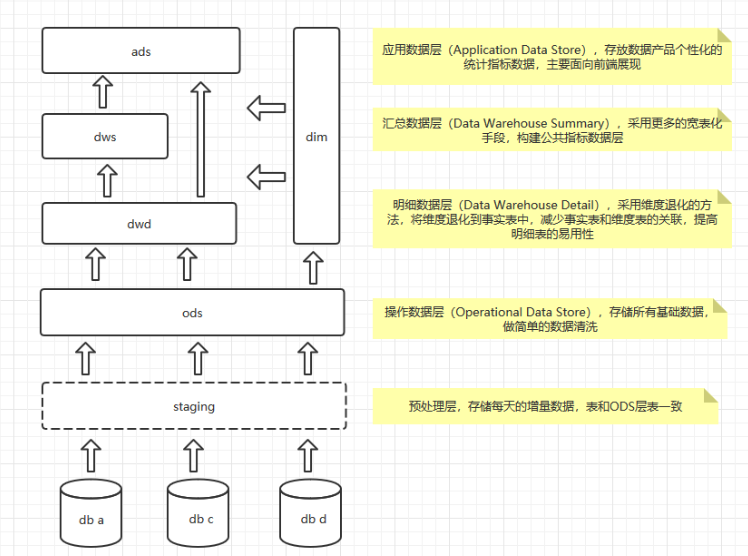 ads
应用数据层（Application Data Store），存放数据产品个性化的
统计指标数据，主要面向前端展现
dws
dim
汇总数据层（Data Warehouse Summary），采用更多的宽表化
手段，构建公共指标数据层
dwd
明细数据层（Data Warehouse Detail），采用维度退化的方
法，将维度退化到事实表中，减少事实表和维度表的关联，提高
明细表的易用性
ods
操作数据层（Operational Data Store），存储所有基础数据，
做简单的数据清洗
staging
预处理层，存储每天的增量数据，表和ODS层表一致
db a
db c
db d